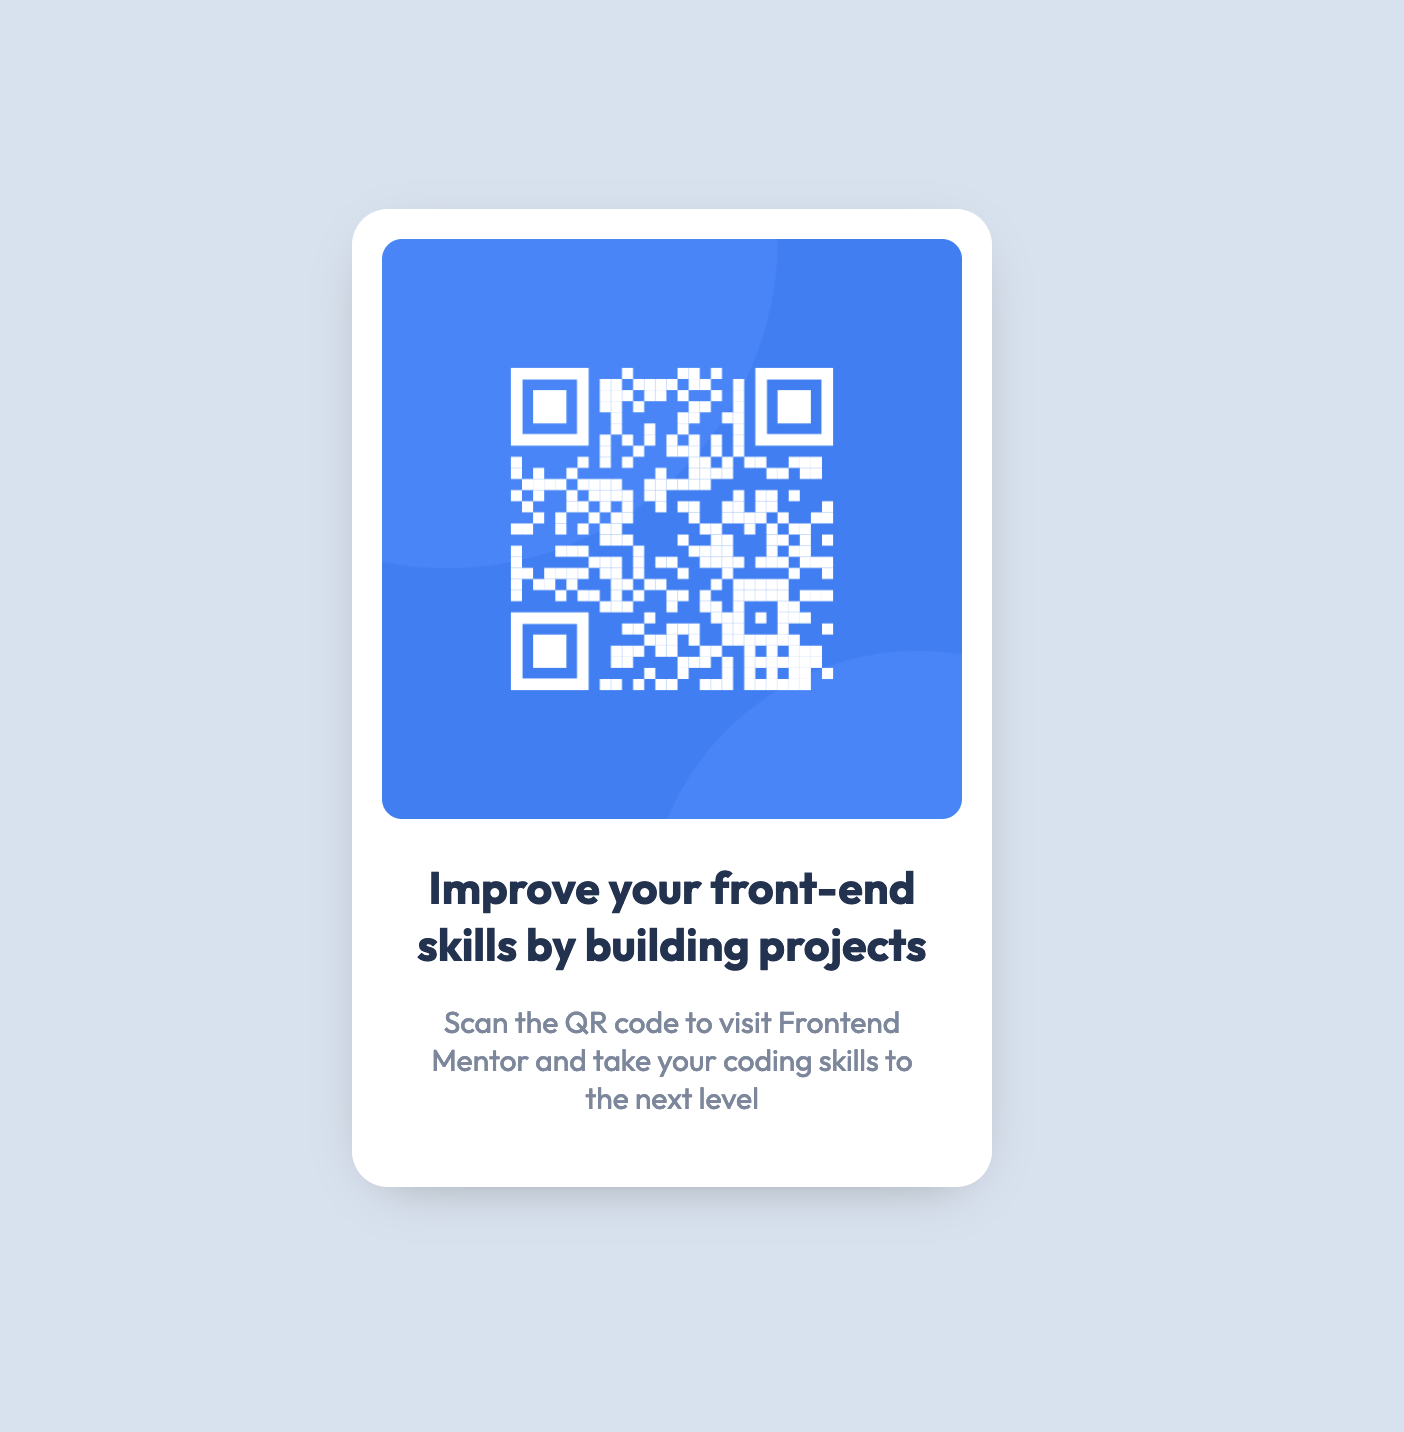 Improve your front-end
skills by building projects
Scan the QR code to visit Frontend
Mentor and take your coding skills to
the next level